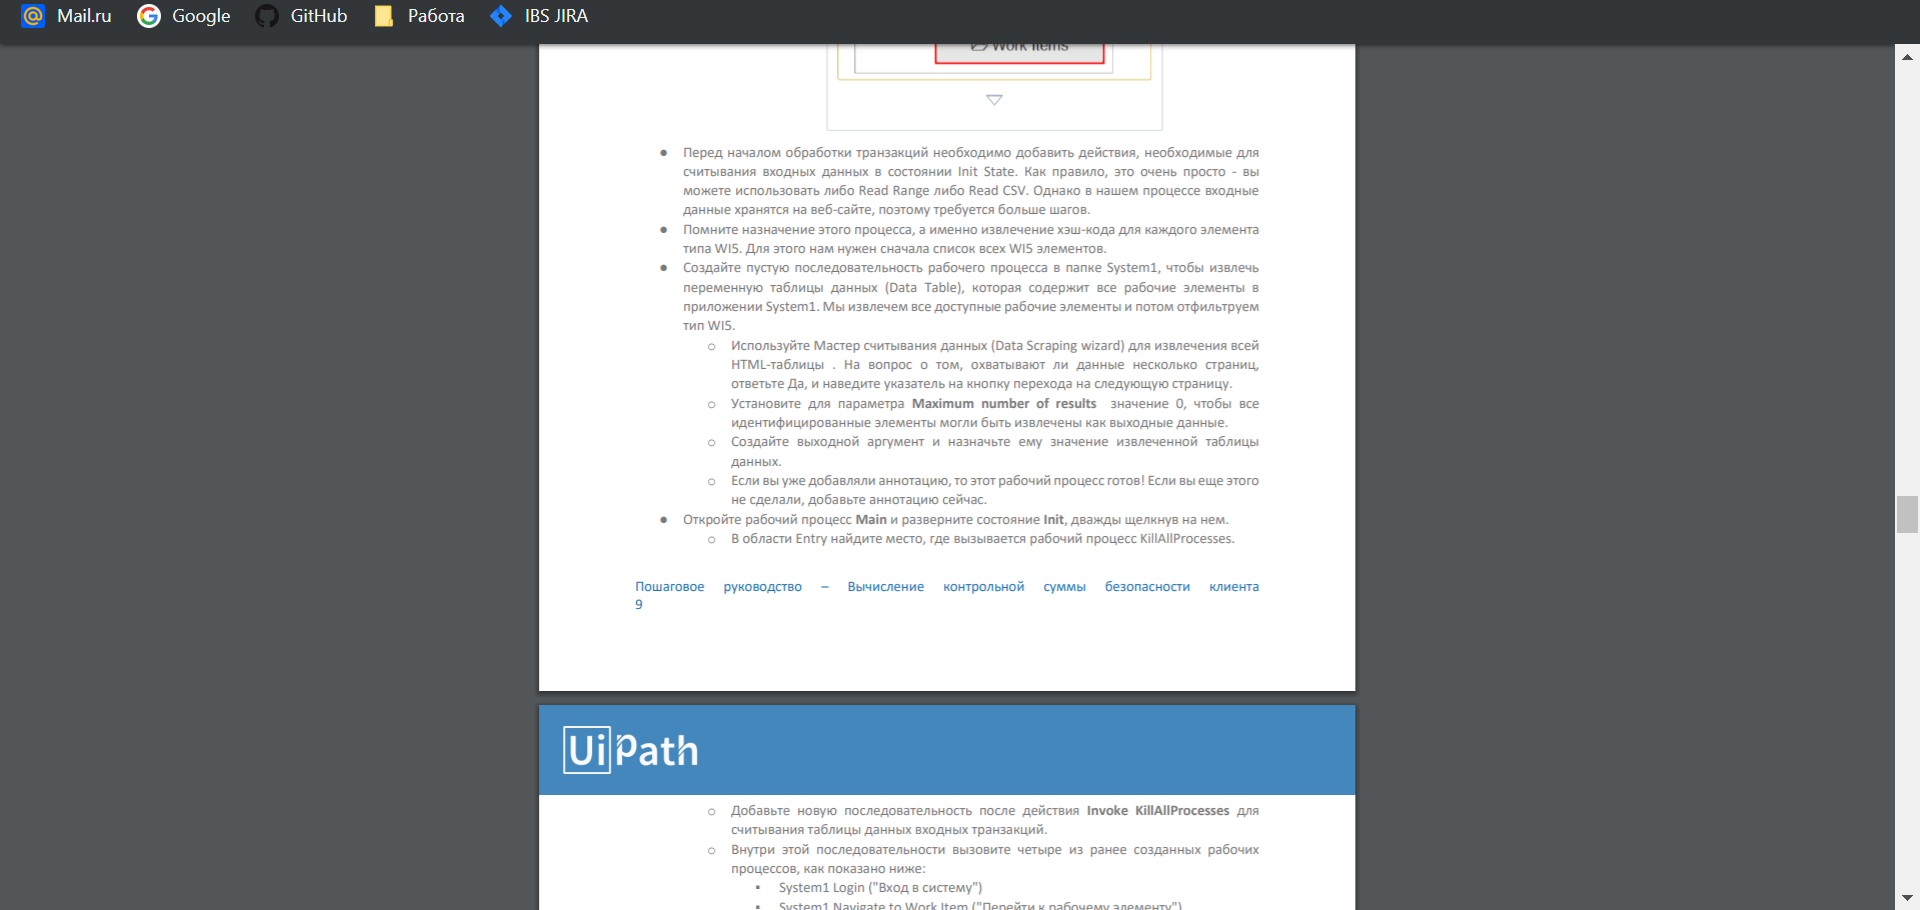 Mail.ru Google GitHub Работа IBS JIRA
Work Items
● Перед началом обработки транзакций необходимо добавить действия, необходимые для
считывания входных данных в состоянии Init State. Как правило, это очень просто - вы
можете использовать либо Read Range либо Read CSV. Однако в нашем процессе входные
данные хранятся на веб-сайте, поэтому требуется больше шагов.
● Помните назначение этого процесса, а именно извлечение хэш-кода для каждого элемента
типа WI5. Для этого нам нужен сначала список всех WI5 элементов.
● Создайте пустую последовательность рабочего процесса в папке System1, чтобы извлечь
переменную таблицы данных (Data Table), которая содержит все рабочие элементы в
приложении System1. Мы извлечем все доступные рабочие элементы и потом отфильтруем
тип WI5.
○ Используйте Мастер считывания данных (Data Scraping wizard) для извлечения всей
HTML-таблицы . На вопрос о том, охватывают ли данные несколько страниц,
ответьте Да, и наведите указатель на кнопку перехода на следующую страницу.
○ Установите для параметра Maximum number of results значение 0, чтобы все
идентифицированные элементы могли быть извлечены как выходные данные.
○ Создайте выходной аргумент и назначьте ему значение извлеченной таблицы
данных.
○ Если вы уже добавляли аннотацию, то этот рабочий процесс готов! Если вы еще этого
не сделали, добавьте аннотацию сейчас.
● Откройте рабочий процесс Main и разверните состояние Init, дважды щелкнув на нем.
○ В области Entry найдите место, где вызывается рабочий процесс KillAllProcesses.
Пошаговое руководство – Вычисление контрольной суммы безопасности клиента
9
UiPath
○ Добавьте новую последовательность после действия Invoke KillAllProcesses для
считывания таблицы данных входных транзакций.
○ Внутри этой последовательности вызовите четыре из ранее созданных рабочих
процессов, как показано ниже:
▪ System1 Login ("Вход в систему")
▪ System1 Navigate to Work Item ("Перейти к рабочему элементу")